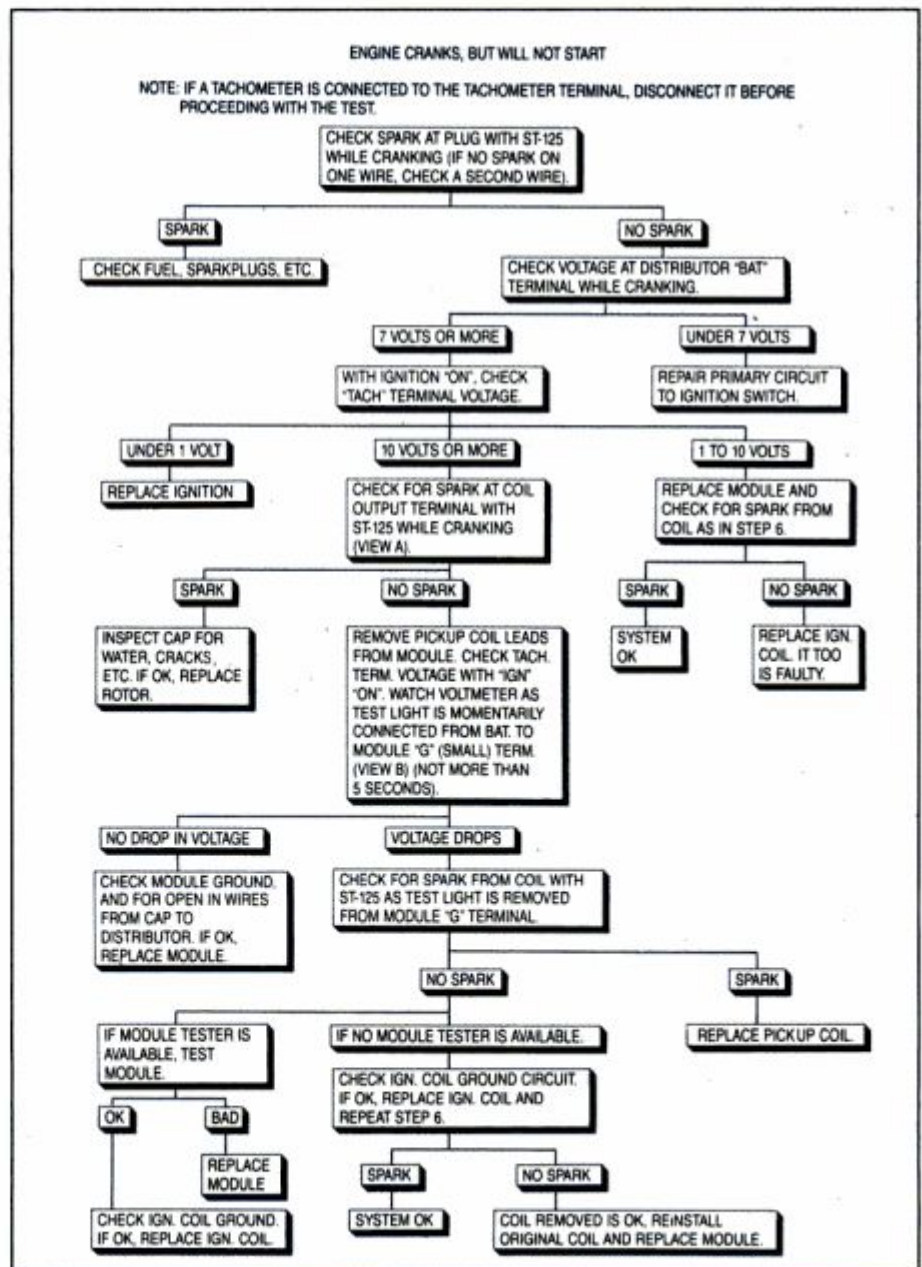 ENGINE CRANKS, BUT WILL NOT START
NOTE: IF A TACHOMETER IS CONNECTED TO THE TACHOMETER TERMINAL, DISCONNECT IT BEFORE
PROCEEDING WITH THE TEST.
CHECK SPARK AT PLUG WITH ST-125
WHILE CRANKING (IF NO SPARK ON
ONE WIRE, CHECK A SECOND WIRE).
SPARK
NO SPARK
CHECK FUEL, SPARKPLUGS, ETC.
CHECK VOLTAGE AT DISTRIBUTOR "BAT"
TERMINAL WHILE CRANKING.
7 VOLTS OR MORE
UNDER 7 VOLTS
WITH IGNITION "ON", CHECK
"TACH" TERMINAL VOLTAGE.
REPAIR PRIMARY CIRCUIT
TO IGNITION SWITCH.
UNDER 1 VOLT
10 VOLTS OR MORE
1 TO 10 VOLTS
REPLACE IGNITION
CHECK FOR SPARK AT COIL
OUTPUT TERMINAL WITH
ST-125 WHILE CRANKING
(VIEW A).
REPLACE MODULE AND
CHECK FOR SPARK FROM
COIL AS IN STEP 6.
SPARK
NO SPARK
SPARK
NO SPARK
INSPECT CAP FOR
WATER, CRACKS,
ETC. IF OK, REPLACE
ROTOR.
REMOVE PICKUP COIL LEADS
FROM MODULE. CHECK TACH.
TERM. VOLTAGE WITH "IGN"
"ON". WATCH VOLTMETER AS
TEST LIGHT IS MOMENTARILY
CONNECTED FROM BAT. TO
MODULE "G" (SMALL) TERM.
(VIEW B) (NOT MORE THAN
5 SECONDS).
SYSTEM
OK
REPLACE IGN.
COIL. IT TOO
IS FAULTY.
NO DROP IN VOLTAGE
VOLTAGE DROPS
CHECK MODULE GROUND,
AND FOR OPEN IN WIRES
FROM CAP TO
DISTRIBUTOR. IF OK,
REPLACE MODULE.
CHECK FOR SPARK FROM COIL WITH
ST-125 AS TEST LIGHT IS REMOVED
FROM MODULE "G" TERMINAL.
NO SPARK
SPARK
IF MODULE TESTER IS
AVAILABLE, TEST
MODULE.
IF NO MODULE TESTER IS AVAILABLE.
REPLACE PICKUP COIL.
OK
BAD
CHECK IGN. COIL GROUND CIRCUIT.
IF OK, REPLACE IGN. COIL AND
REPEAT STEP 6.
REPLACE
MODULE
SPARK
NO SPARK
CHECK IGN. COIL GROUND.
IF OK, REPLACE IGN. COIL.
SYSTEM OK
COIL REMOVED IS OK, REINSTALL
ORIGINAL COIL AND REPLACE MODULE.